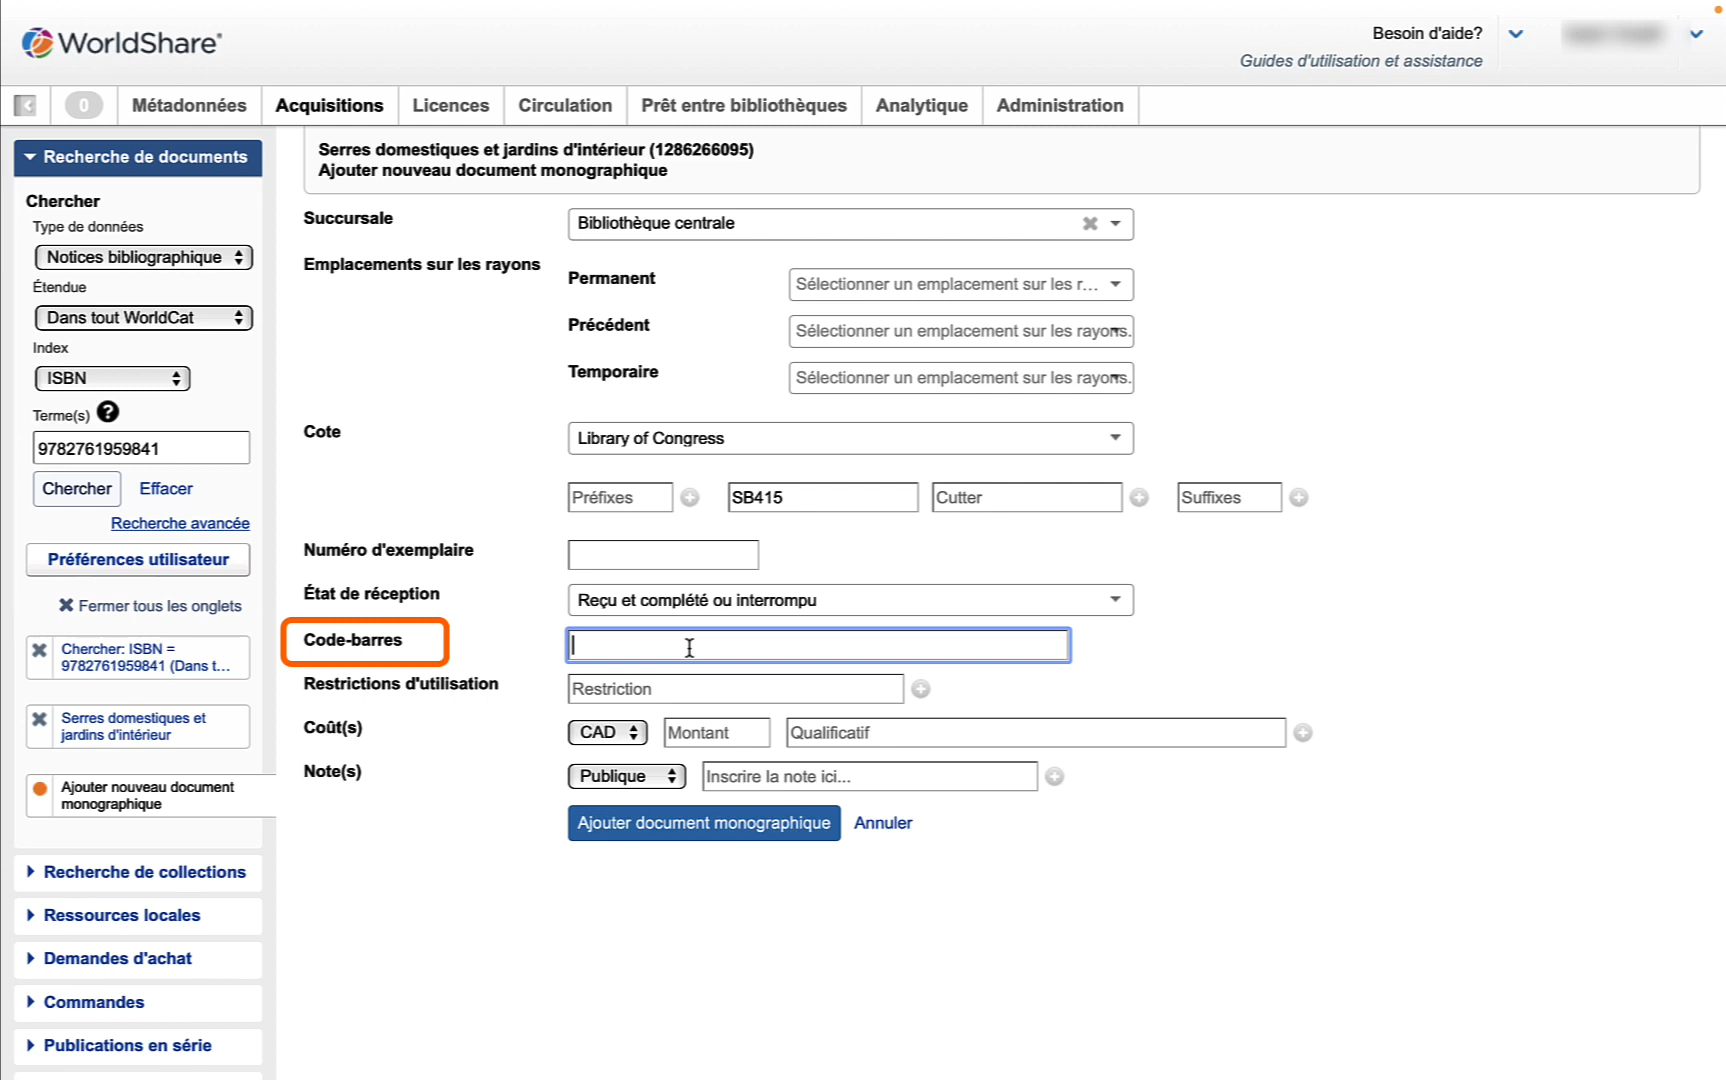 WorldShare
Besoin d'aide?
Guides d'utilisation et assistance
0
Métadonnées
Acquisitions
Licences
Circulation
Prêt entre bibliothèques
Analytique
Administration
Recherche de documents
Chercher
Type de données
Notices bibliographique
Étendue
Dans tout WorldCat
Index
ISBN
Terme(s) ?
9782761959841
Chercher
Effacer
Recherche avancée
Préférences utilisateur
Fermer tous les onglets
Chercher: ISBN =
9782761959841 (Dans t...
Serres domestiques et
jardins d'intérieur
Ajouter nouveau document
monographique
Recherche de collections
Ressources locales
Demandes d'achat
Commandes
Publications en série
Serres domestiques et jardins d'intérieur (1286266095)
Ajouter nouveau document monographique
Succursale
Bibliothèque centrale
Emplacements sur les rayons
Permanent
Sélectionner un emplacement sur les r...
Précédent
Sélectionner un emplacement sur les rayons.
Temporaire
Sélectionner un emplacement sur les rayons.
Cote
Library of Congress
Préfixes
SB415
Cutter
Suffixes
Numéro d'exemplaire
État de réception
Reçu et complété ou interrompu
Code-barres
Restrictions d'utilisation
Restriction
Coût(s)
CAD
Montant
Qualificatif
Note(s)
Publique
Inscrire la note ici...
Ajouter document monographique
Annuler